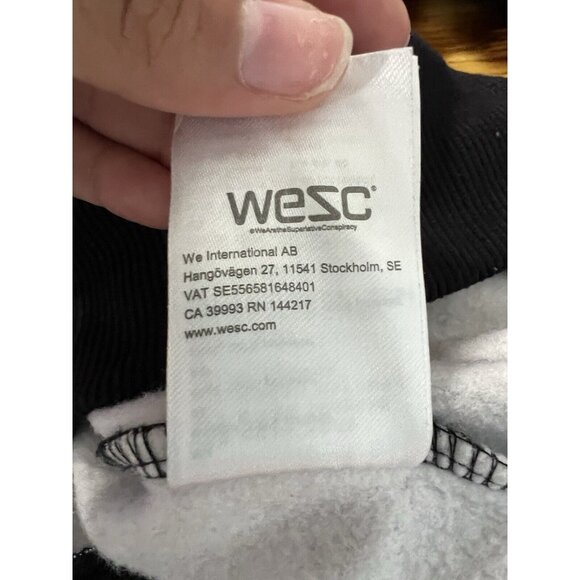 wesc®
@WeAretheSuperlativeConspiracy
We International AB
Hangövägen 27, 11541 Stockholm, SE
VAT SE556581648401
CA 39993 RN 144217
www.wesc.com